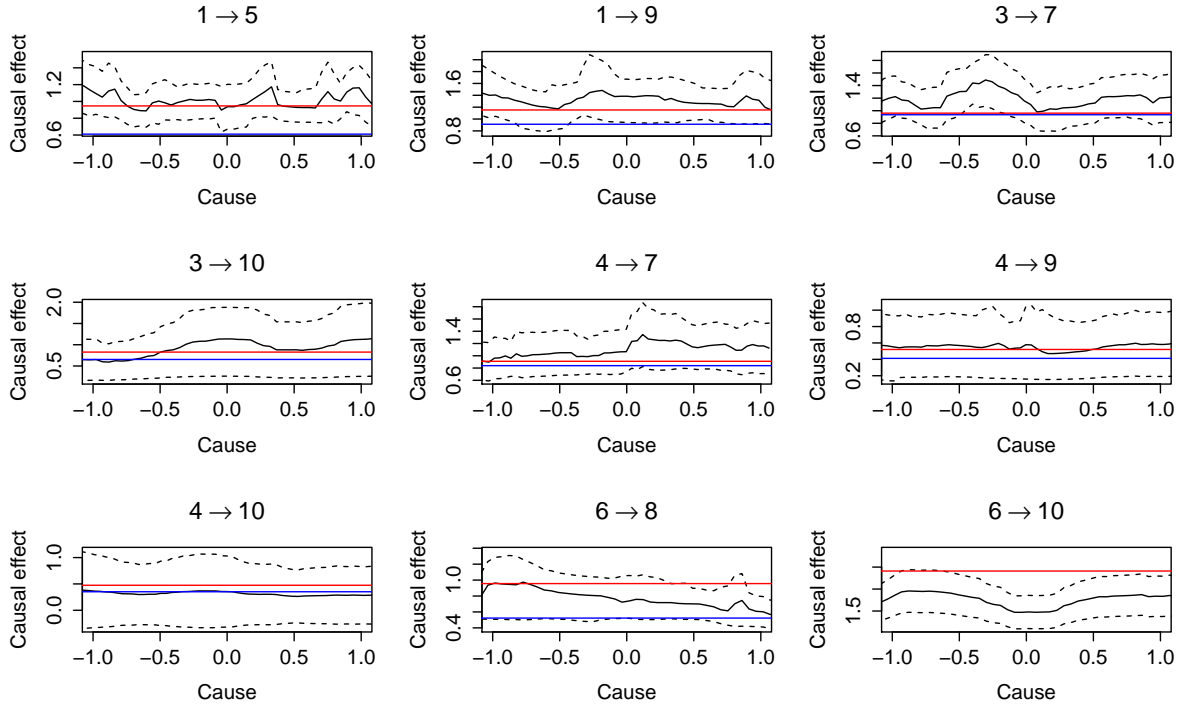 1 → 5
Causal effect
0.6 1.2
−1.0 −0.5 0.0 0.5 1.0
Cause
1 → 9
Causal effect
0.8 1.6
−1.0 −0.5 0.0 0.5 1.0
Cause
3 → 7
Causal effect
0.6 1.4
−1.0 −0.5 0.0 0.5 1.0
Cause
3 → 10
Causal effect
0.5 2.0
−1.0 −0.5 0.0 0.5 1.0
Cause
4 → 7
Causal effect
0.6 1.4
−1.0 −0.5 0.0 0.5 1.0
Cause
4 → 9
Causal effect
0.2 0.8
−1.0 −0.5 0.0 0.5 1.0
Cause
4 → 10
Causal effect
0.0 1.0
−1.0 −0.5 0.0 0.5 1.0
Cause
6 → 8
Causal effect
0.4 1.0
−1.0 −0.5 0.0 0.5 1.0
Cause
6 → 10
Causal effect
1.5
−1.0 −0.5 0.0 0.5 1.0
Cause